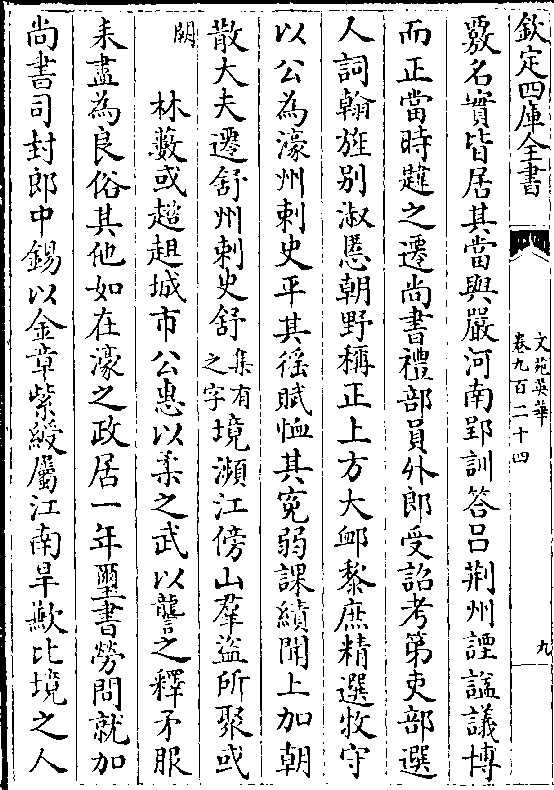 欽定四庫全書
文苑英華
卷九百二十四
九
覈名實皆居其當與嚴河南郢訓答呂荆州諲諡議博
而正當時韙之遷尚書禮部員外郎受詔考第吏部選
人詞翰旌别淑慝朝野稱正上方大䘏黎庶精選牧守
以公為濠州刺史平其徭賦恤其寃弱課績聞上加朝
散大夫遷舒州刺史舒集有之字境瀕江傍山羣盜所聚或
闕林藪或趦趄城市公惠以柔之武以讋之釋矛服
耒盡為良俗其他如在濠之政居一年璽書勞問就加
尚書司封郎中錫以金章紫綬屬江南旱歉比境之人